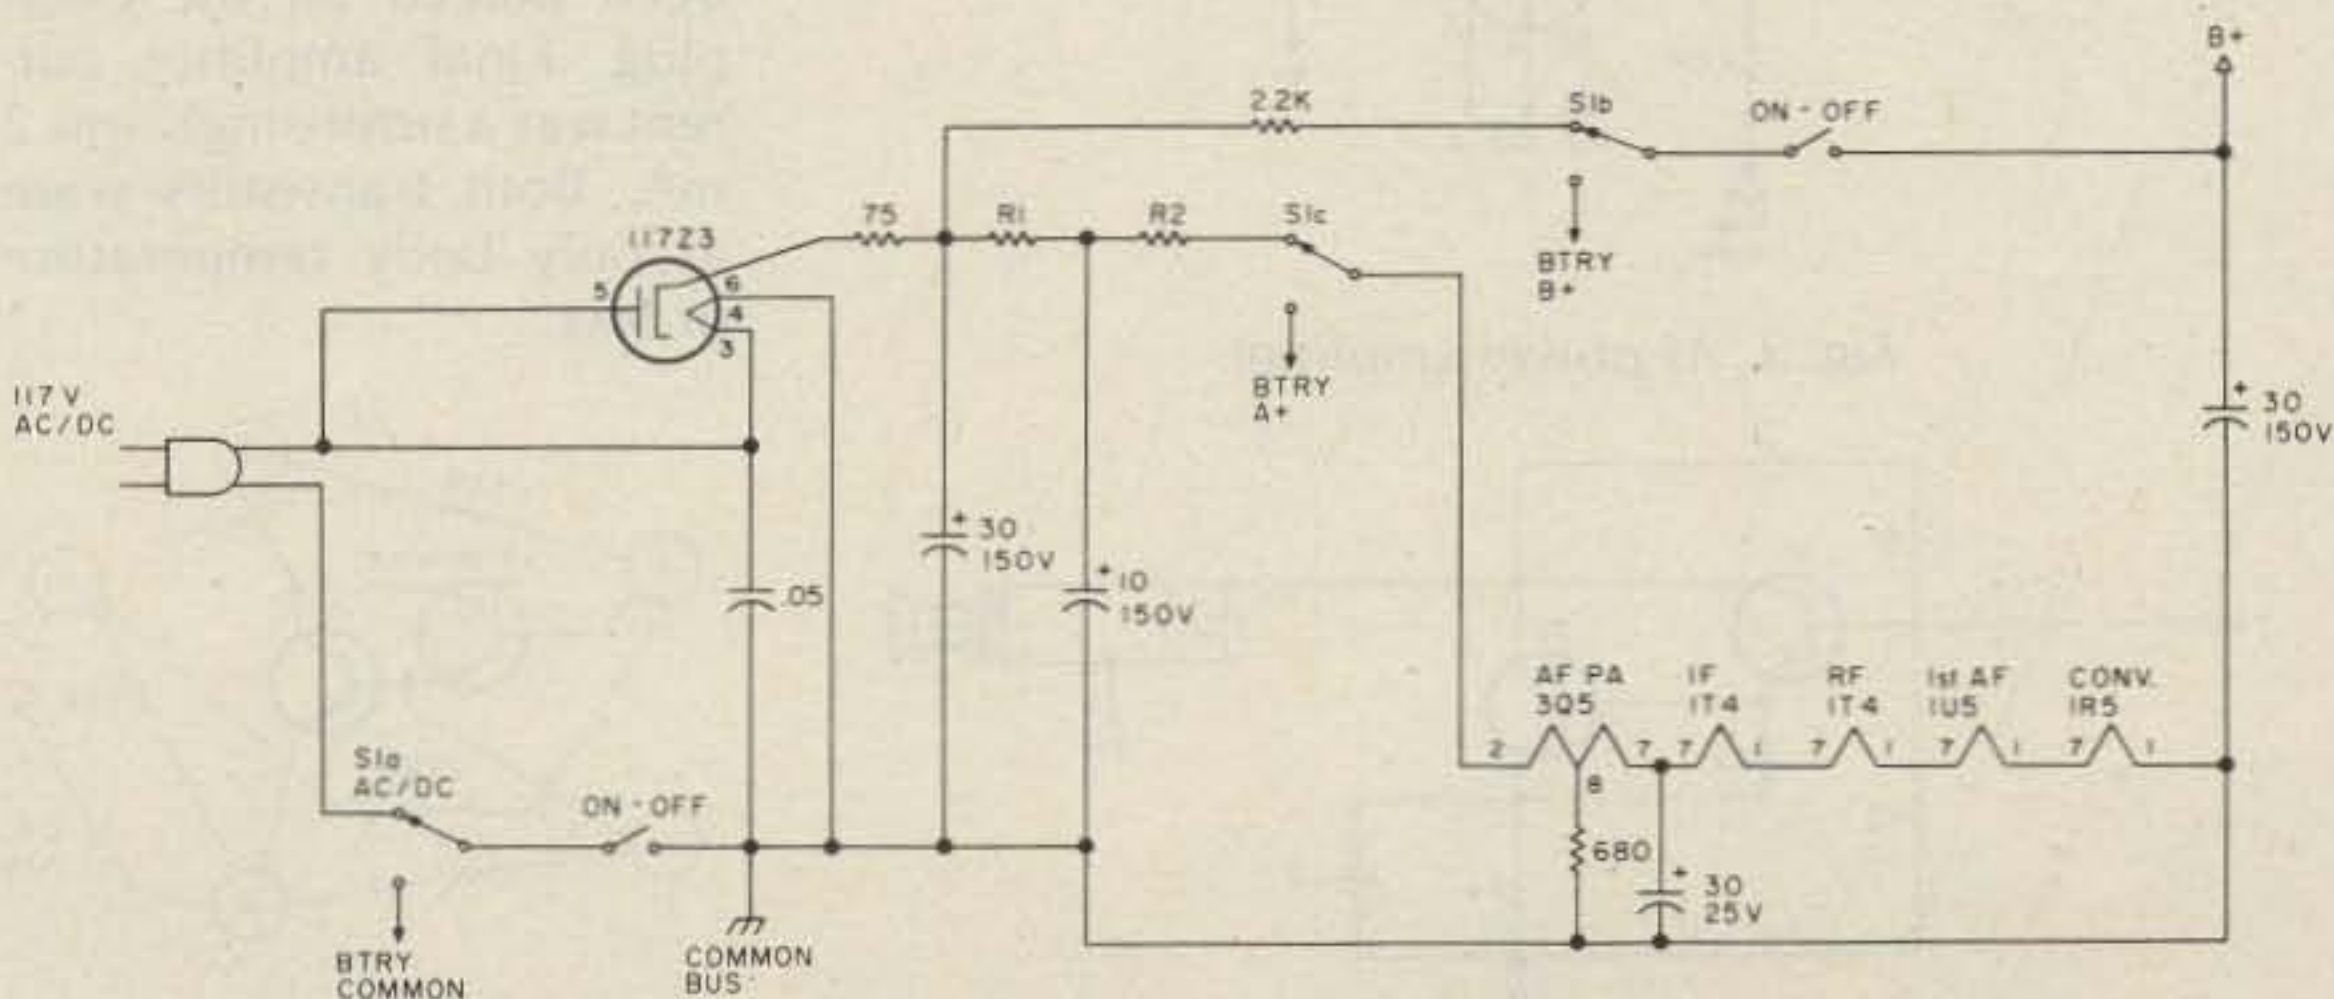 B+
2.2K
S1b
ON - OFF
75
R1
R2
S1c
117Z3
5
6
4
3
BTRY
B+
BTRY
A+
117 V
AC/DC
+
30
150V
+
30
150V
.05
+
10
150V
AF PA
3Q5
IF
1T4
RF
1T4
1st AF
1U5
CONV.
1R5
2
7
7
1
7
1
7
1
7
1
8
S1a
AC/DC
ON - OFF
680
+
30
25V
BTRY
COMMON
COMMON
BUS